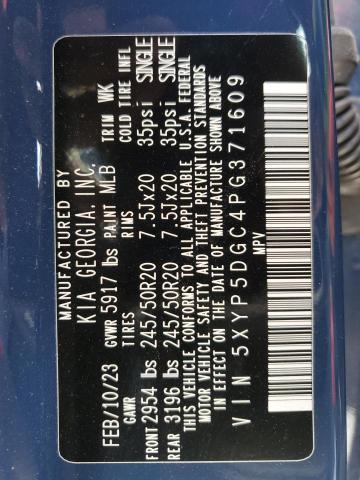 MANUFACTURED BY
KIA GEORGIA, INC.
FEB/10/23 GVWR 5917 lbs PAINT MLB TRIM WK
GAWR TIRES RIMS COLD TIRE INFL
FRONT 2954 lbs 245/50R20 7.5Jx20 35psi SINGLE
REAR 3196 lbs 245/50R20 7.5Jx20 35psi SINGLE
THIS VEHICLE CONFORMS TO ALL APPLICABLE U.S.A. FEDERAL
MOTOR VEHICLE SAFETY AND THEFT PREVENTION STANDARDS
IN EFFECT ON THE DATE OF MANUFACTURE SHOWN ABOVE
VIN 5XYP5DGC4PG371609
MPV